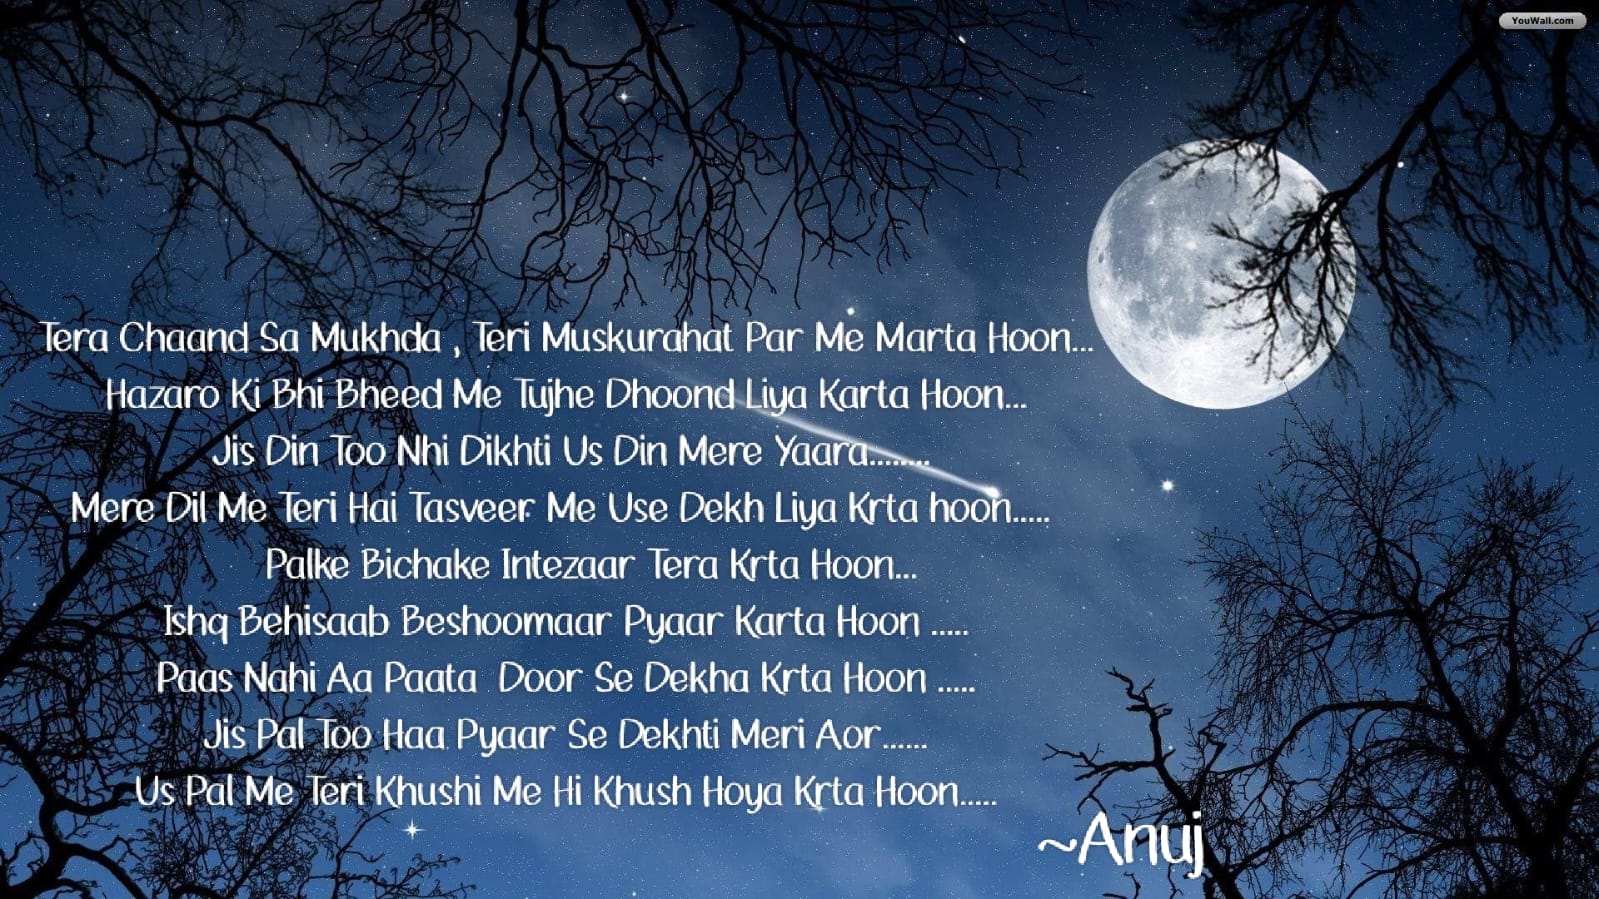 YouWall.com
Tera Chaand Sa Mukhda , Teri Muskurahat Par Me Marta Hoon...
Hazaro Ki Bhi Bheed Me Tujhe Dhoond Liya Karta Hoon...
Jis Din Too Nhi Dikhti Us Din Mere Yaara........
Mere Dil Me Teri Hai Tasveer Me Use Dekh Liya Krta hoon.....
Palke Bichake Intezaar Tera Krta Hoon...
Ishq Behisaab Beshoomaar Pyaar Karta Hoon .....
Paas Nahi Aa Paata Door Se Dekha Krta Hoon .....
Jis Pal Too Haa Pyaar Se Dekhti Meri Aor......
Us Pal Me Teri Khushi Me Hi Khush Hoya Krta Hoon.....
~Anuj